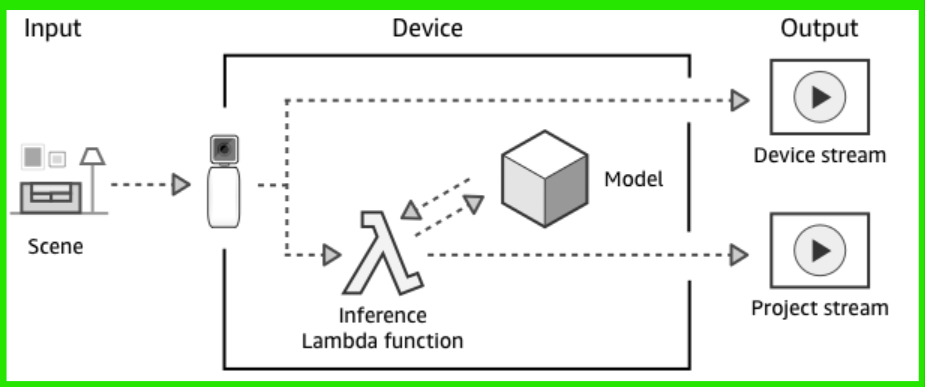 Input
Device
Output
Device stream
Model
Scene
Inference
Lambda function
Project stream